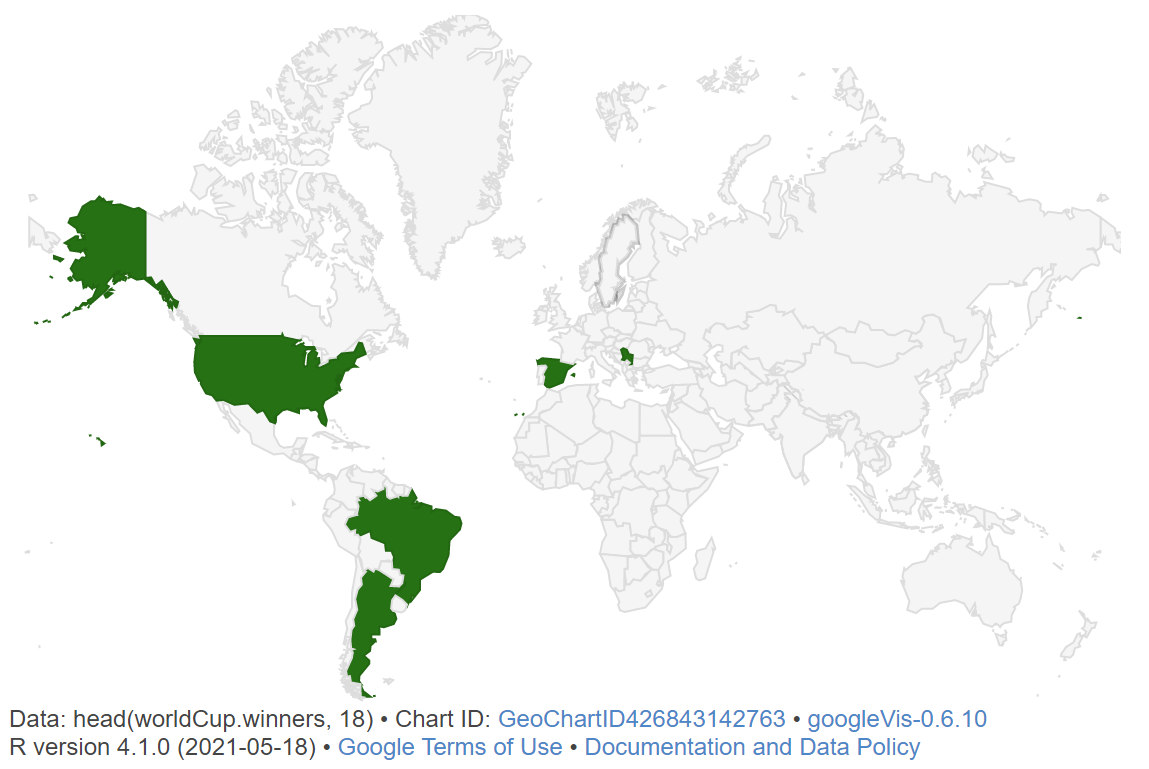 Data: head(worldCup.winners, 18) • Chart ID: GeoChartID426843142763 • googleVis-0.6.10
R version 4.1.0 (2021-05-18) • Google Terms of Use • Documentation and Data Policy